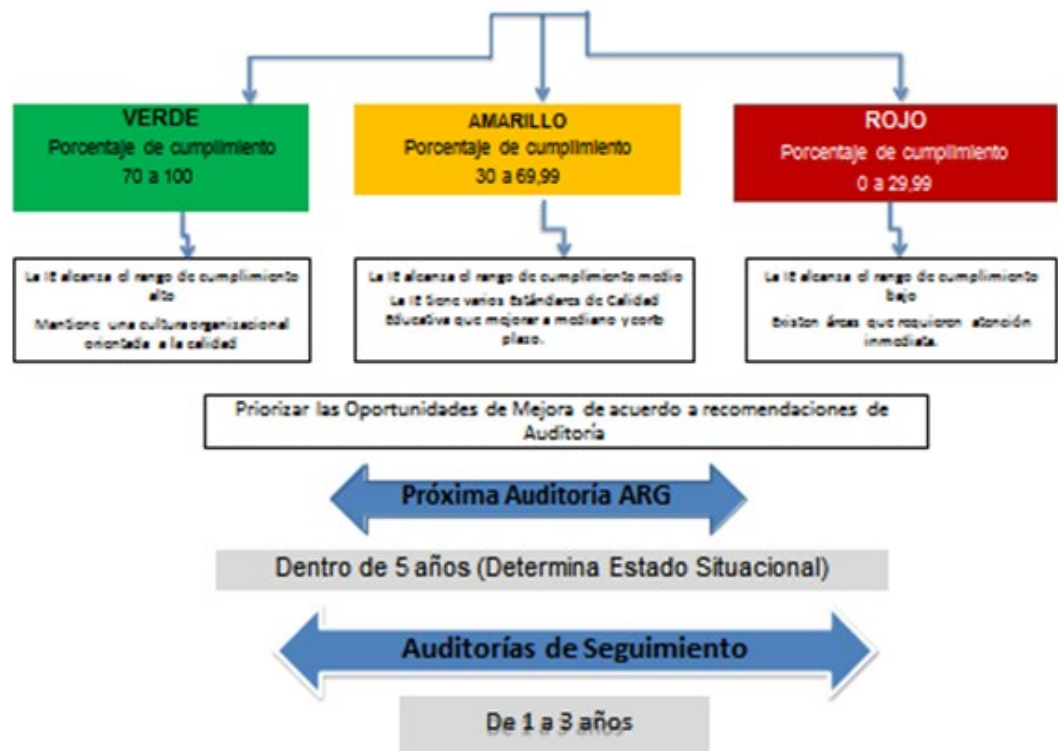 VERDE
Porcentaje de cumplimiento
70 a 100
AMARILLO
Porcentaje de cumplimiento
30 a 69,99
ROJO
Porcentaje de cumplimiento
0 a 29,99
La IE alcanza el rango de cumplimiento
alto
Mantiene una cultura organizacional
orientada a la calidad
La IE alcanza el rango de cumplimiento medio
La IE tiene varios Estándares de Calidad
Educativa que mejorar a mediano y corto
plazo.
La IE alcanza el rango de cumplimiento
bajo
Existen áreas que requieren atención
inmediata.
Priorizar las Oportunidades de Mejora de acuerdo a recomendaciones de
Auditoría
Próxima Auditoría ARG
Dentro de 5 años (Determina Estado Situacional)
Auditorías de Seguimiento
De 1 a 3 años